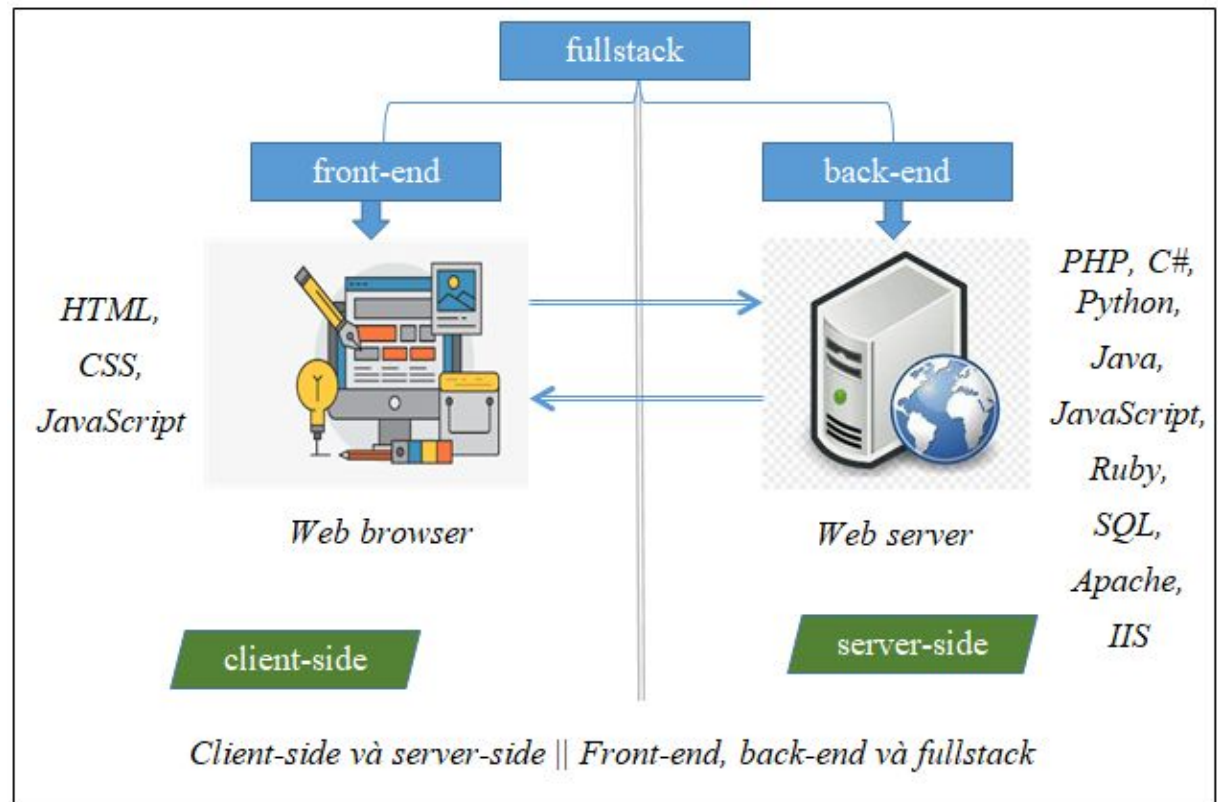 fullstack
front-end
back-end
HTML,
CSS,
JavaScript
Web browser
client-side
PHP, C#,
Python,
Java,
JavaScript,
Ruby,
SQL,
Apache,
IIS
Web server
server-side
Client-side và server-side || Front-end, back-end và fullstack